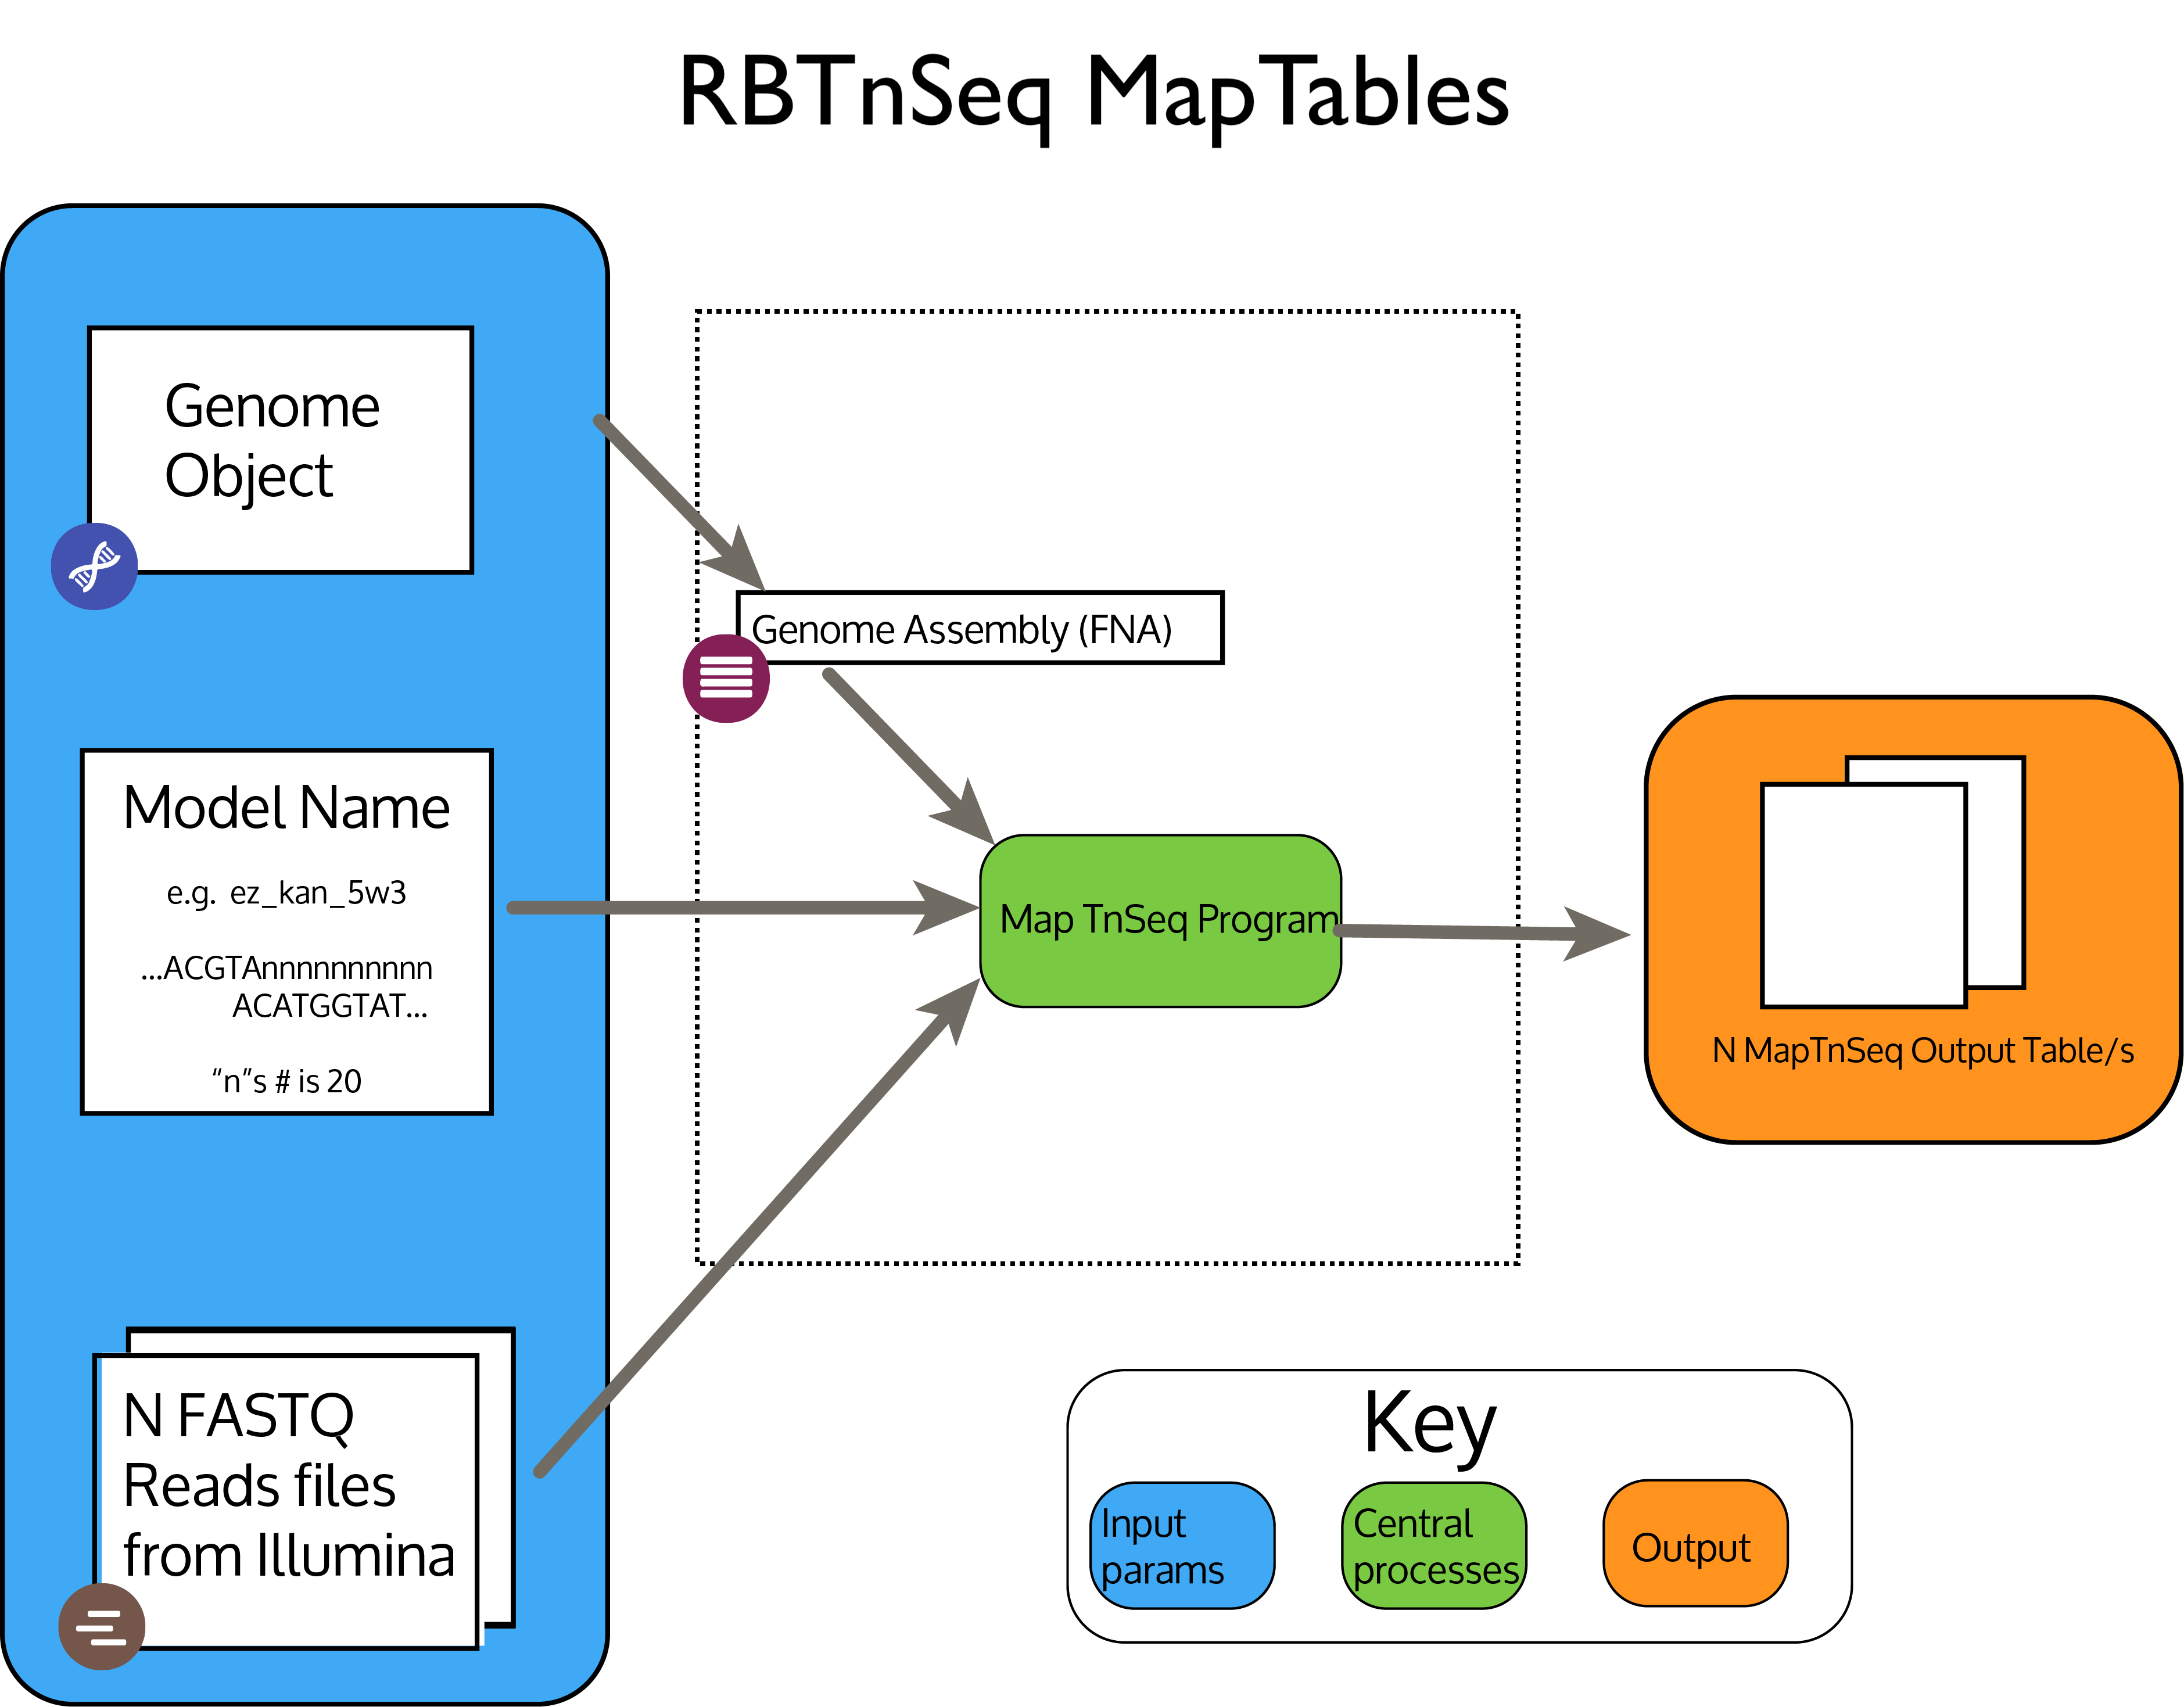 RBTnSeq MapTables
Genome
Object
Genome Assembly (FNA)
Model Name
e.g. ez_kan_5w3
...ACGTAnnnnnnnnnn
ACATGGTAT...
“n”s # is 20
Map TnSeq Program
N MapTnSeq Output Table/s
N FASTQ
Reads files
from Illumina
Key
Input
params
Central
processes
Output